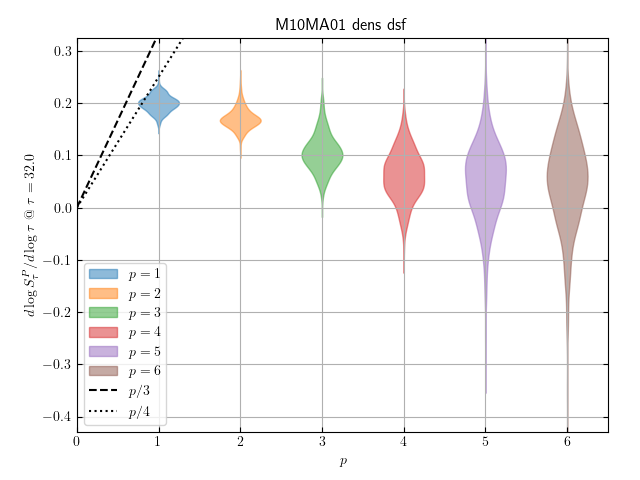 M10MA01 dens dsf
d log S_τ^P / d log τ @ τ = 32.0
0.3
0.2
0.1
0.0
−0.1
−0.2
−0.3
−0.4
p = 1
p = 2
p = 3
p = 4
p = 5
p = 6
p/3
p/4
0 1 2 3 4 5 6
p